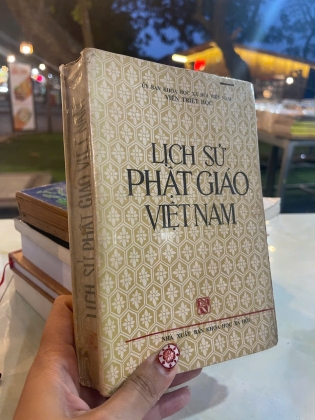 ỦY BAN KHOA HỌC XÃ HỘI VIỆT NAM
VIỆN TRIẾT HỌC
LỊCH SỬ
PHẬT GIÁO
VIỆT NAM
NHÀ XUẤT BẢN KHOA HỌC XÃ HỘI
LỊCH SỬ PHẬT GIÁO VIỆT NAM